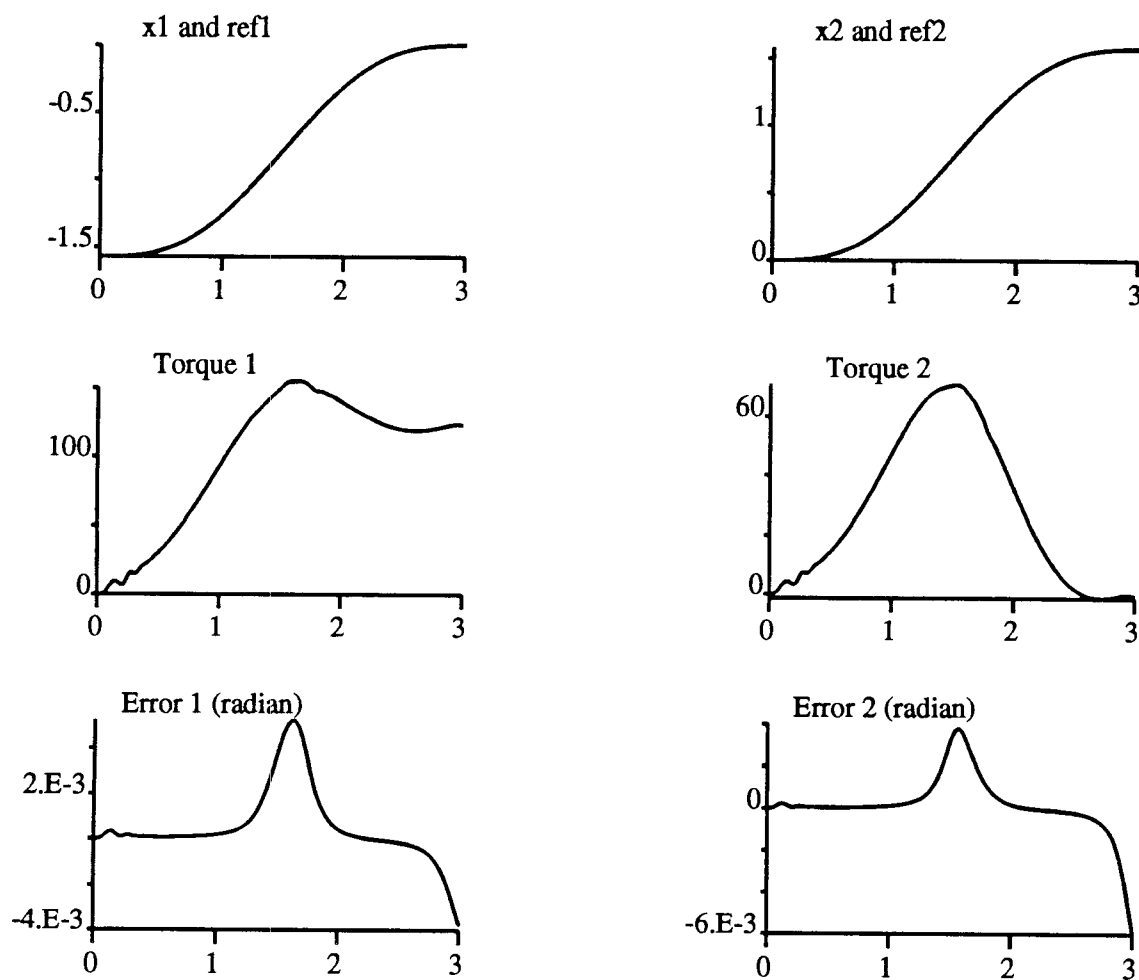 x1 and ref1
-0.5
-1.5
0 1 2 3
x2 and ref2
1
0
0 1 2 3
Torque 1
100
0
0 1 2 3
Torque 2
60
0
0 1 2 3
Error 1 (radian)
2.E-3
-4.E-3
0 1 2 3
Error 2 (radian)
0
-6.E-3
0 1 2 3